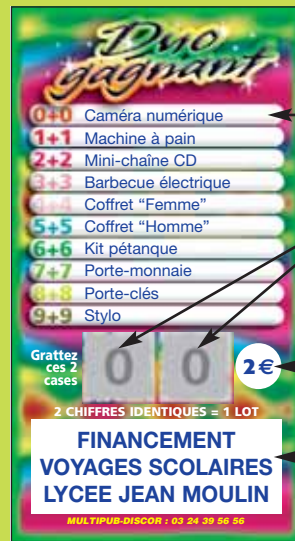 Duo
gagnant
0+0 Caméra numérique
1+1 Machine à pain
2+2 Mini-chaîne CD
3+3 Barbecue électrique
4+4 Coffret “Femme”
5+5 Coffret “Homme”
6+6 Kit pétanque
7+7 Porte-monnaie
8+8 Porte-clés
9+9 Stylo
Grattez
ces 2
cases
0 0
2 €
2 CHIFFRES IDENTIQUES = 1 LOT
FINANCEMENT
VOYAGES SCOLAIRES
LYCEE JEAN MOULIN
MULTIPUB-DISCOR : 03 24 39 56 56